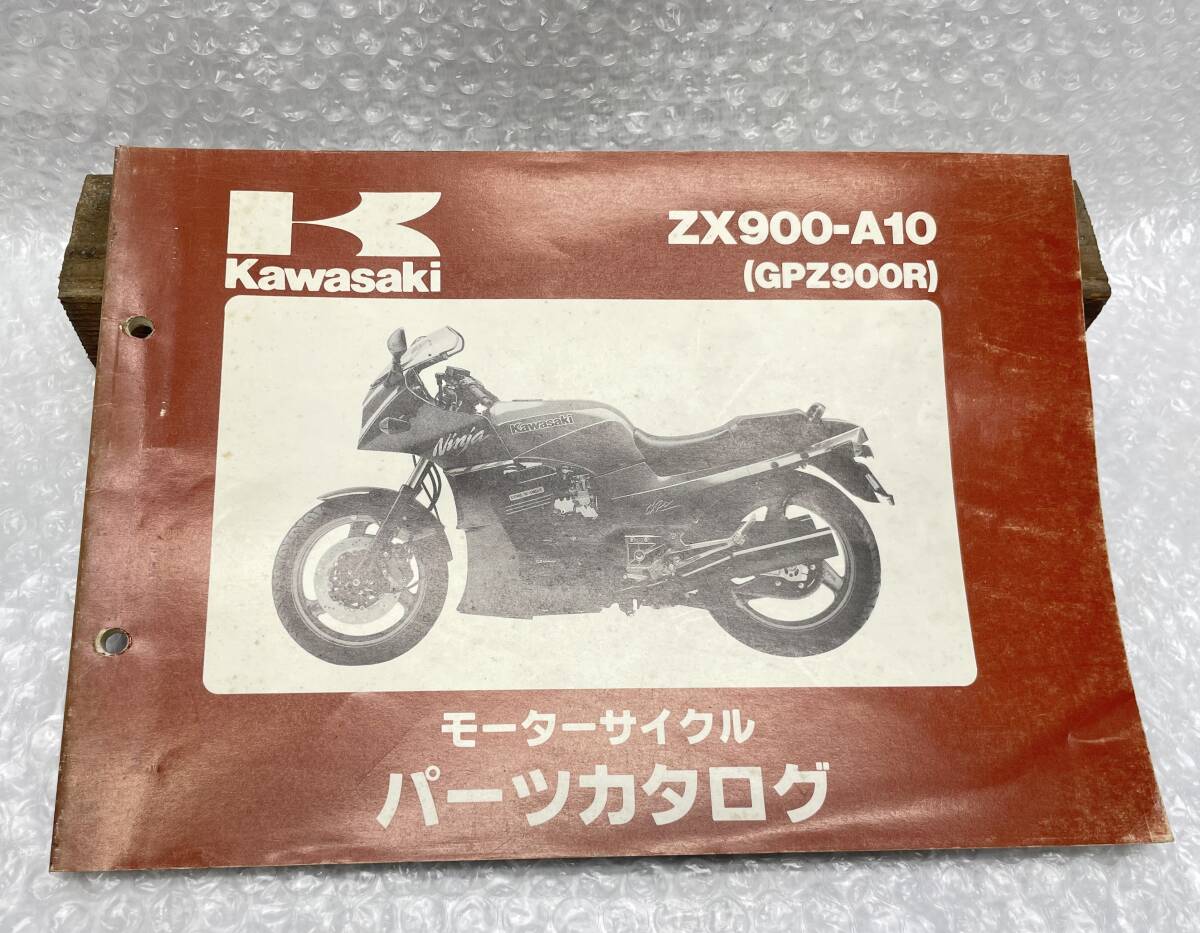 Kawasaki
ZX900-A10
(GPZ900R)
Kawasaki
Ninja
モーターサイクル
パーツカタログ